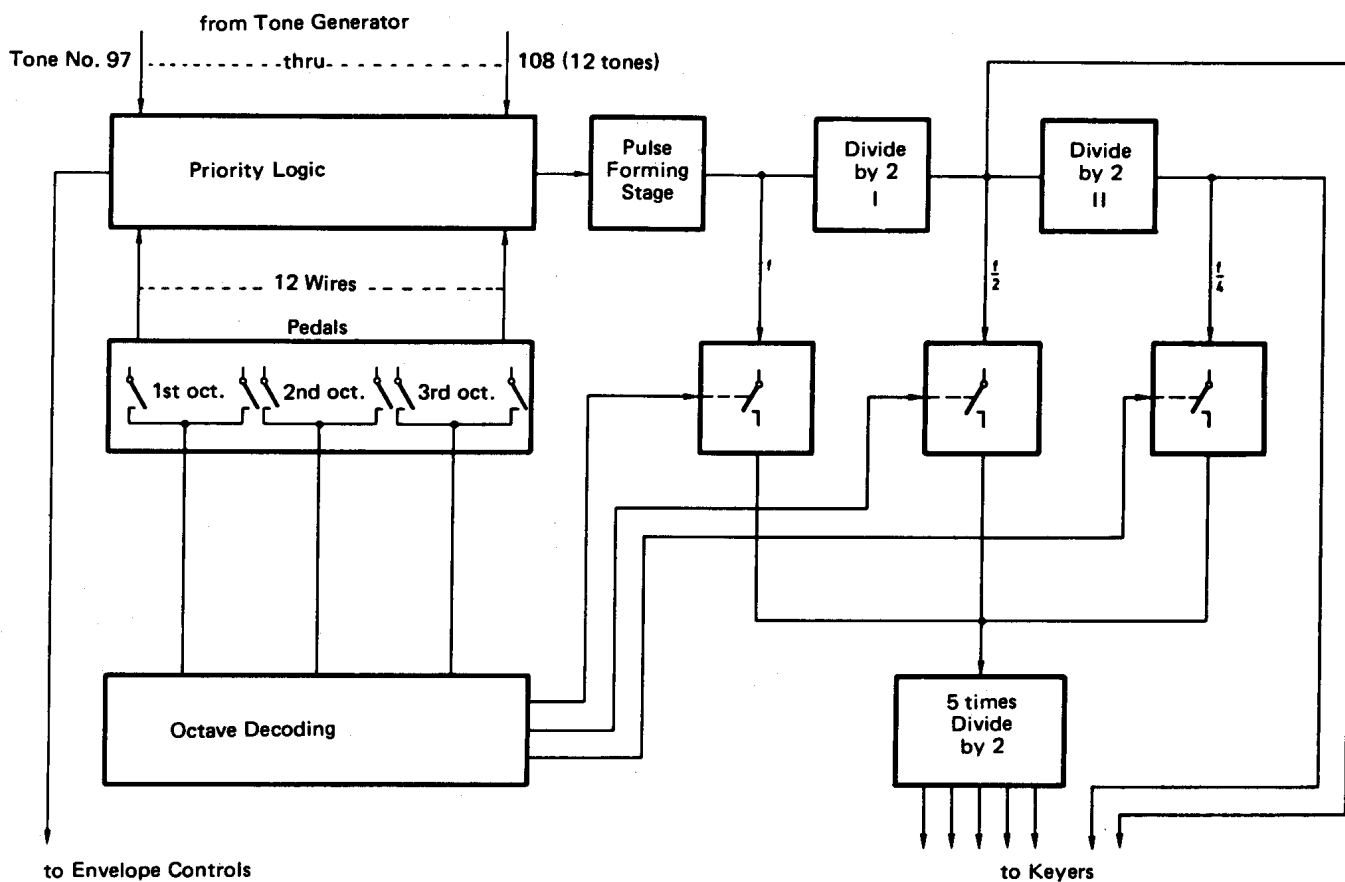 from Tone Generator
Tone No. 97 thru 108 (12 tones)
Priority Logic
Pulse
Forming
Stage
Divide
by 2
I
Divide
by 2
II
12 Wires
f
f
2
f
4
Pedals
1st oct. 2nd oct. 3rd oct.
Octave Decoding
5 times
Divide
by 2
to Envelope Controls
to Keyers